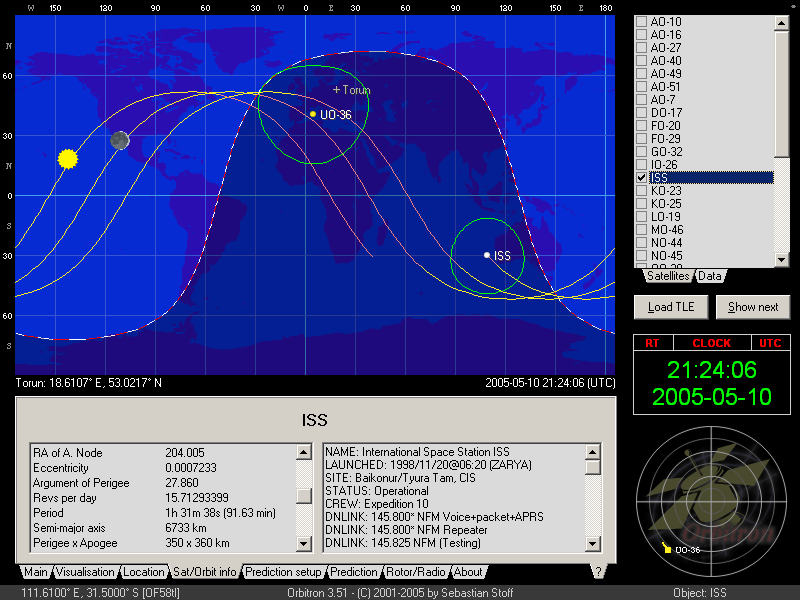 W 150 120 90 60 30 W 0 E 30 60 90 120 150 E 180
N
60
30
N
0
S
30
60
S
Torun
UO-36
ISS
Torun: 18.6107° E, 53.0217° N
2005-05-10 21:24:06 (UTC)
AO-10
AO-16
AO-27
AO-40
AO-49
AO-51
AO-7
DO-17
FO-20
FO-29
GO-32
IO-26
ISS
KO-23
KO-25
LO-19
MO-46
NO-44
NO-45
Satellites Data
Load TLE Show next
RT CLOCK UTC
21:24:06
2005-05-10
UO-36
ISS
RA of A. Node 204.005
Eccentricity 0.0007233
Argument of Perigee 27.860
Revs per day 15.71293399
Period 1h 31m 38s (91.63 min)
Semi-major axis 6733 km
Perigee x Apogee 350 x 360 km
NAME: International Space Station ISS
LAUNCHED: 1998/11/20@06:20 (ZARYA)
SITE: Baikonur/Tyura Tam, CIS
STATUS: Operational
CREW: Expedition 10
DNLINK: 145.800* NFM Voice+packet+APRS
DNLINK: 145.800* NFM Repeater
DNLINK: 145.825 NFM (Testing)
Main Visualisation Location Sat/Orbit info Prediction setup Prediction Rotor/Radio About ?
111.6100° E, 31.5000° S [OF58tl]
Orbitron 3.51 - (C) 2001-2005 by Sebastian Stoff
Object: ISS